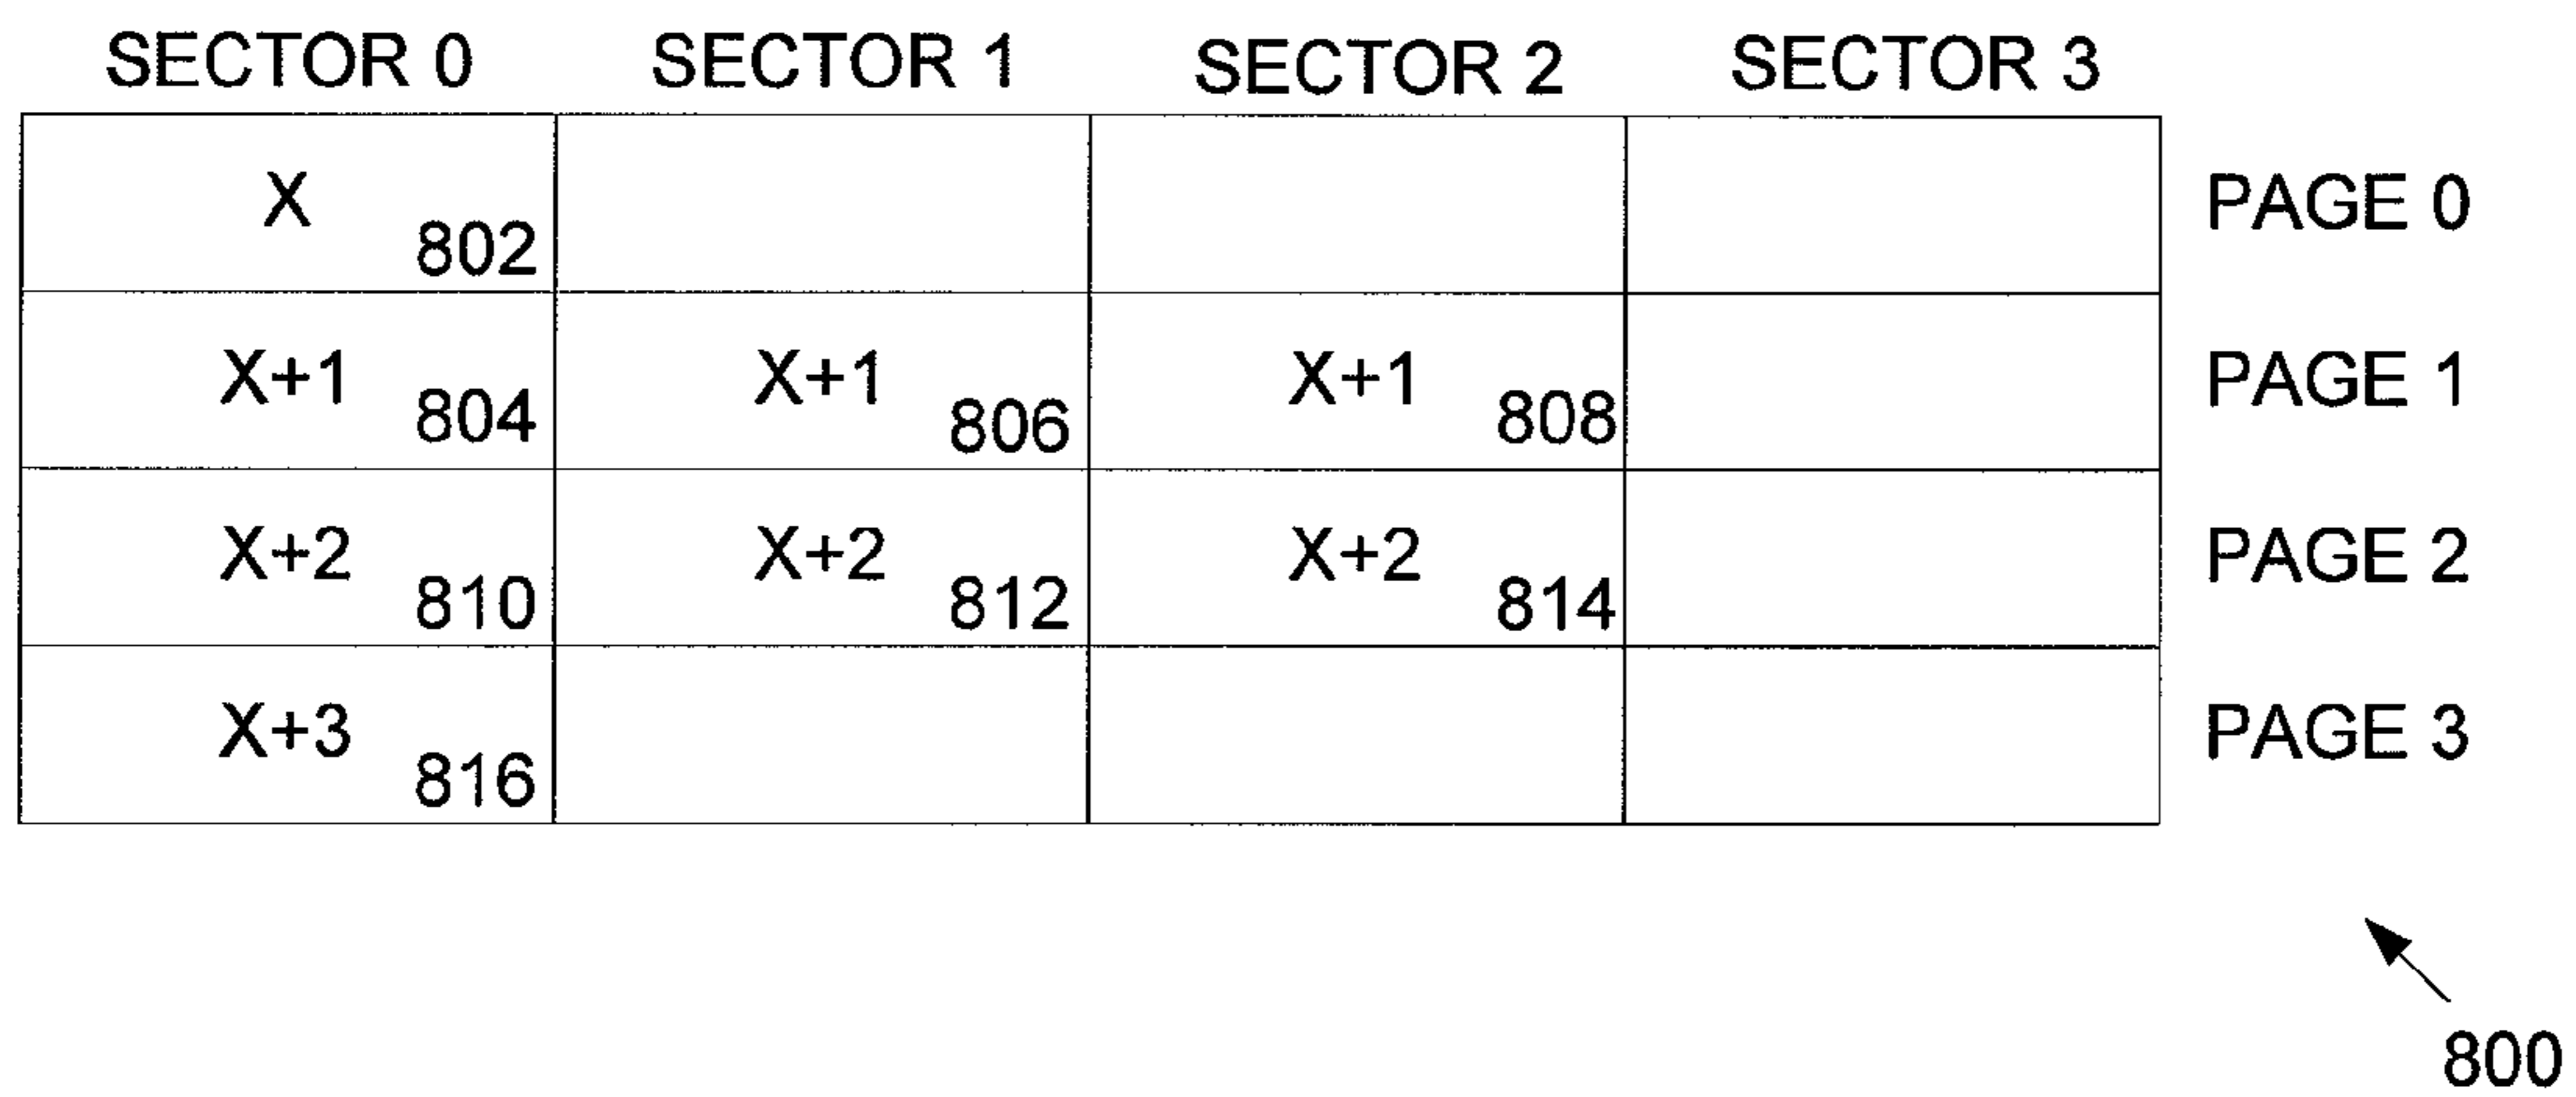 SECTOR 0 SECTOR 1 SECTOR 2 SECTOR 3
X 802 PAGE 0
X+1 804 X+1 806 X+1 808 PAGE 1
X+2 810 X+2 812 X+2 814 PAGE 2
X+3 816 PAGE 3
800